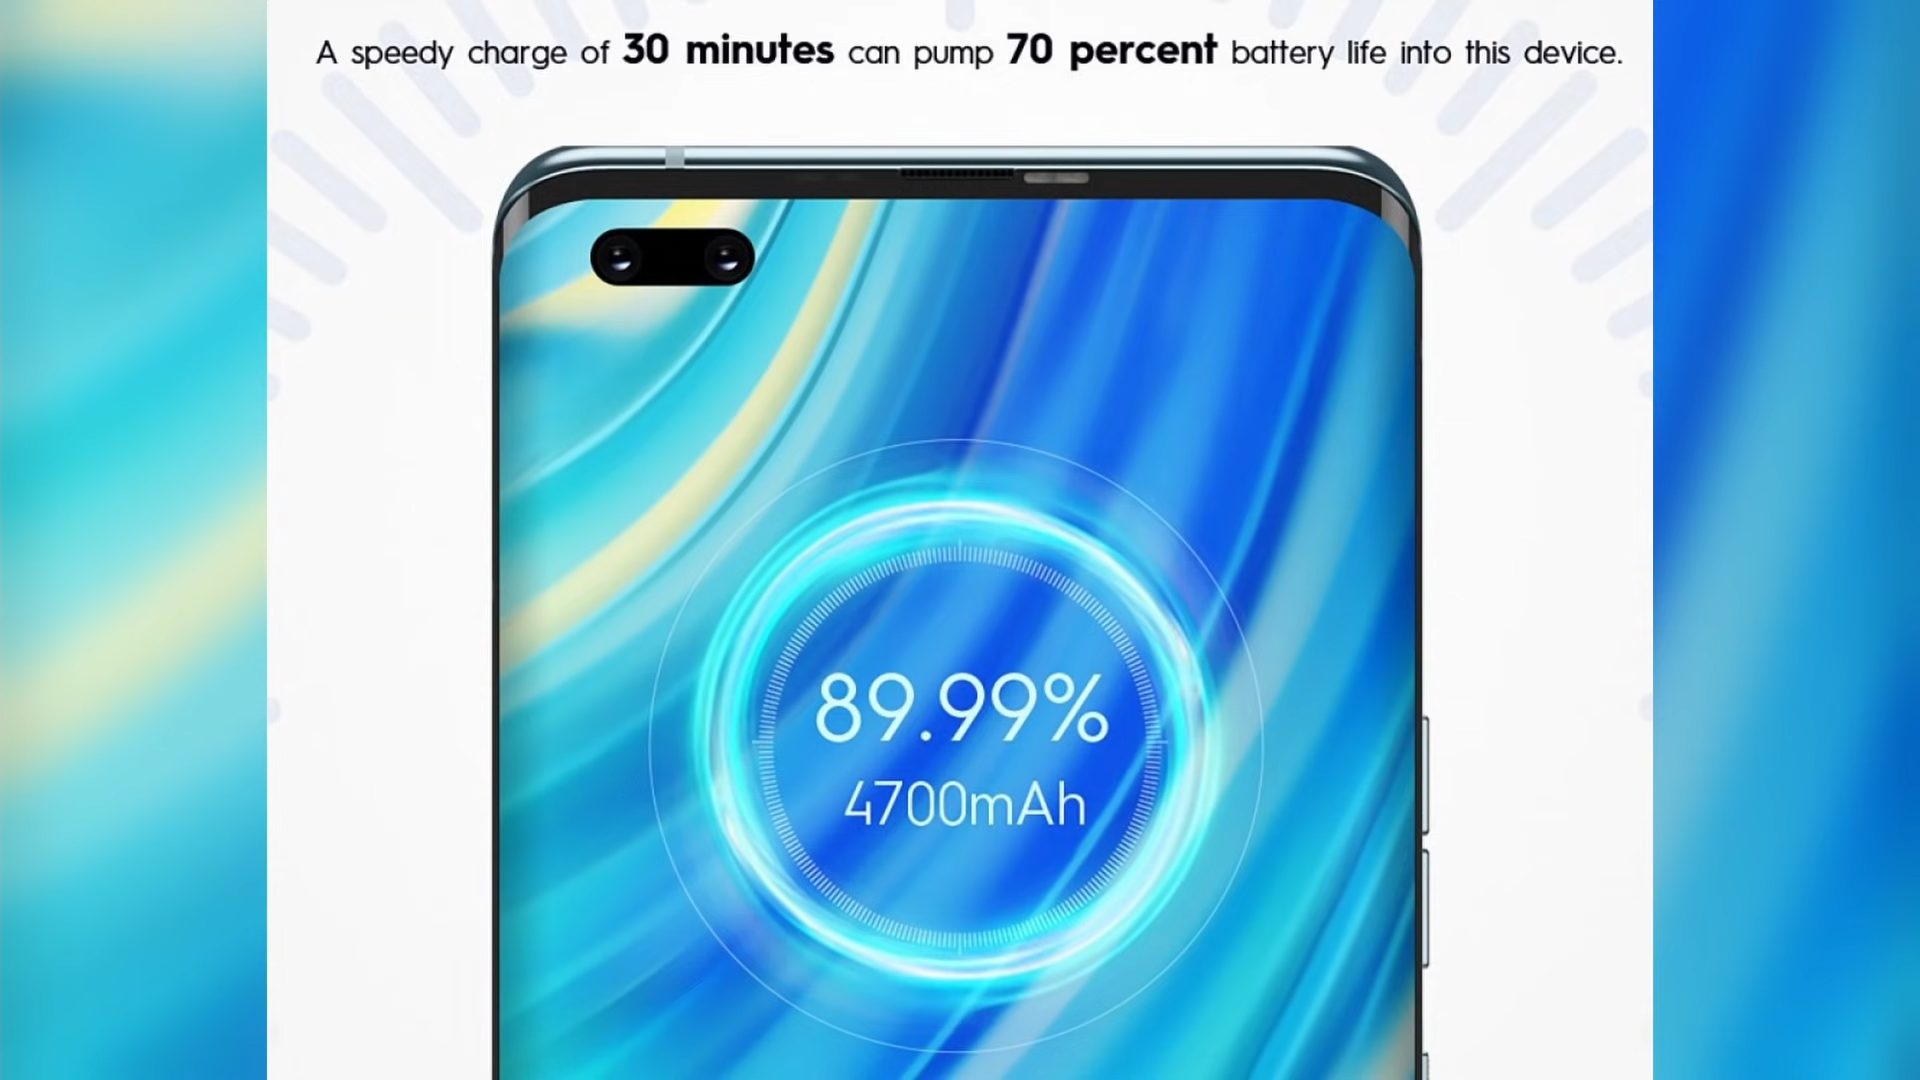 A speedy charge of 30 minutes can pump 70 percent battery life into this device.
89.99%
4700mAh